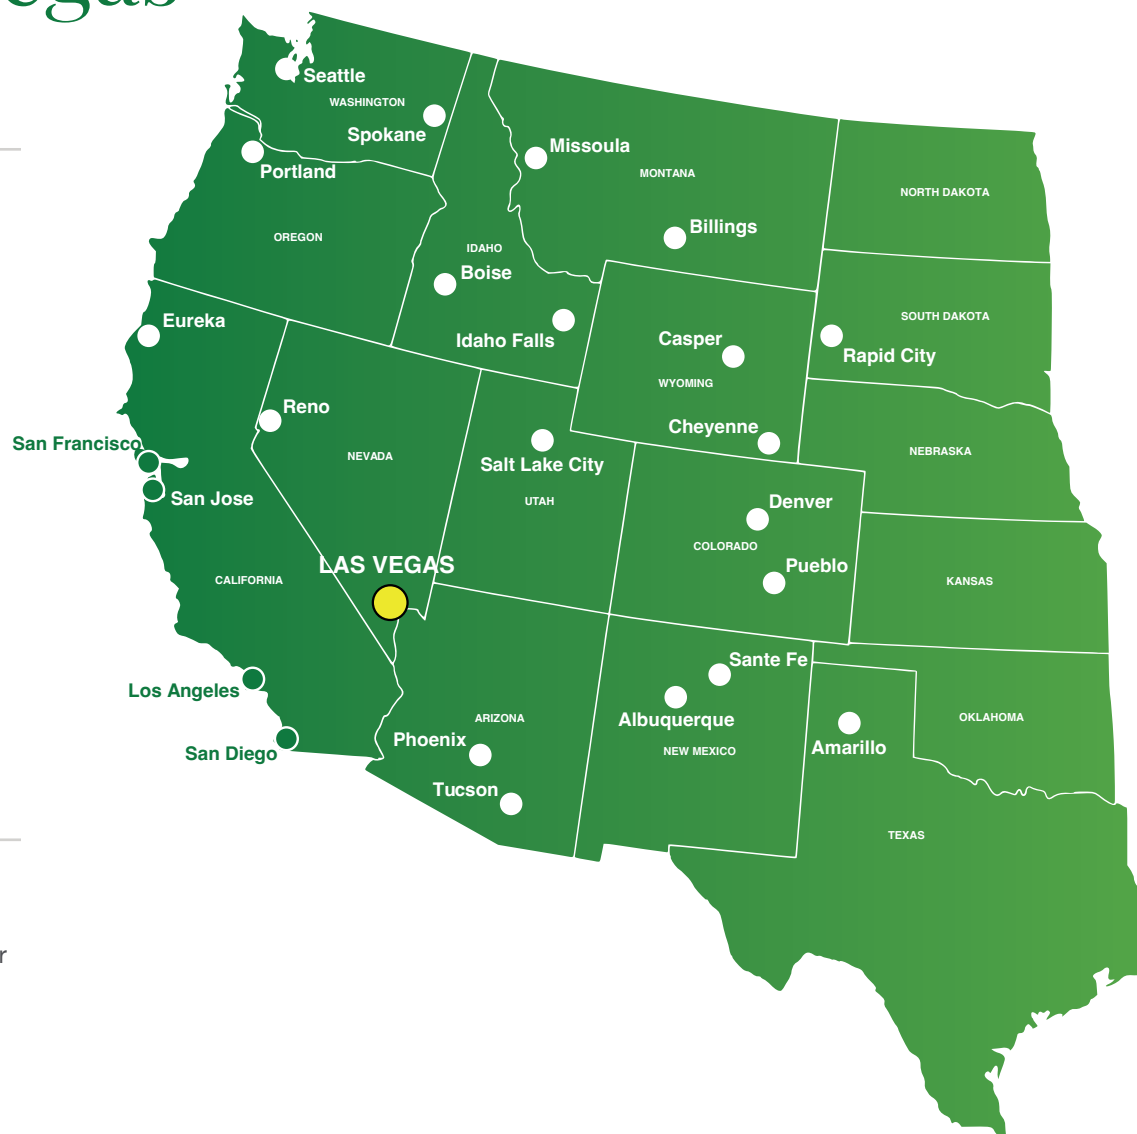 egas
Seattle
WASHINGTON
Spokane
Missoula
Portland
MONTANA
NORTH DAKOTA
Billings
OREGON
IDAHO
Boise
SOUTH DAKOTA
Eureka
Idaho Falls
Casper
Rapid City
WYOMING
Reno
Cheyenne
San Francisco
NEVADA
Salt Lake City
NEBRASKA
San Jose
UTAH
Denver
COLORADO
LAS VEGAS
Pueblo
CALIFORNIA
KANSAS
Sante Fe
Los Angeles
ARIZONA
Albuquerque
OKLAHOMA
Phoenix
NEW MEXICO
Amarillo
San Diego
Tucson
TEXAS
r